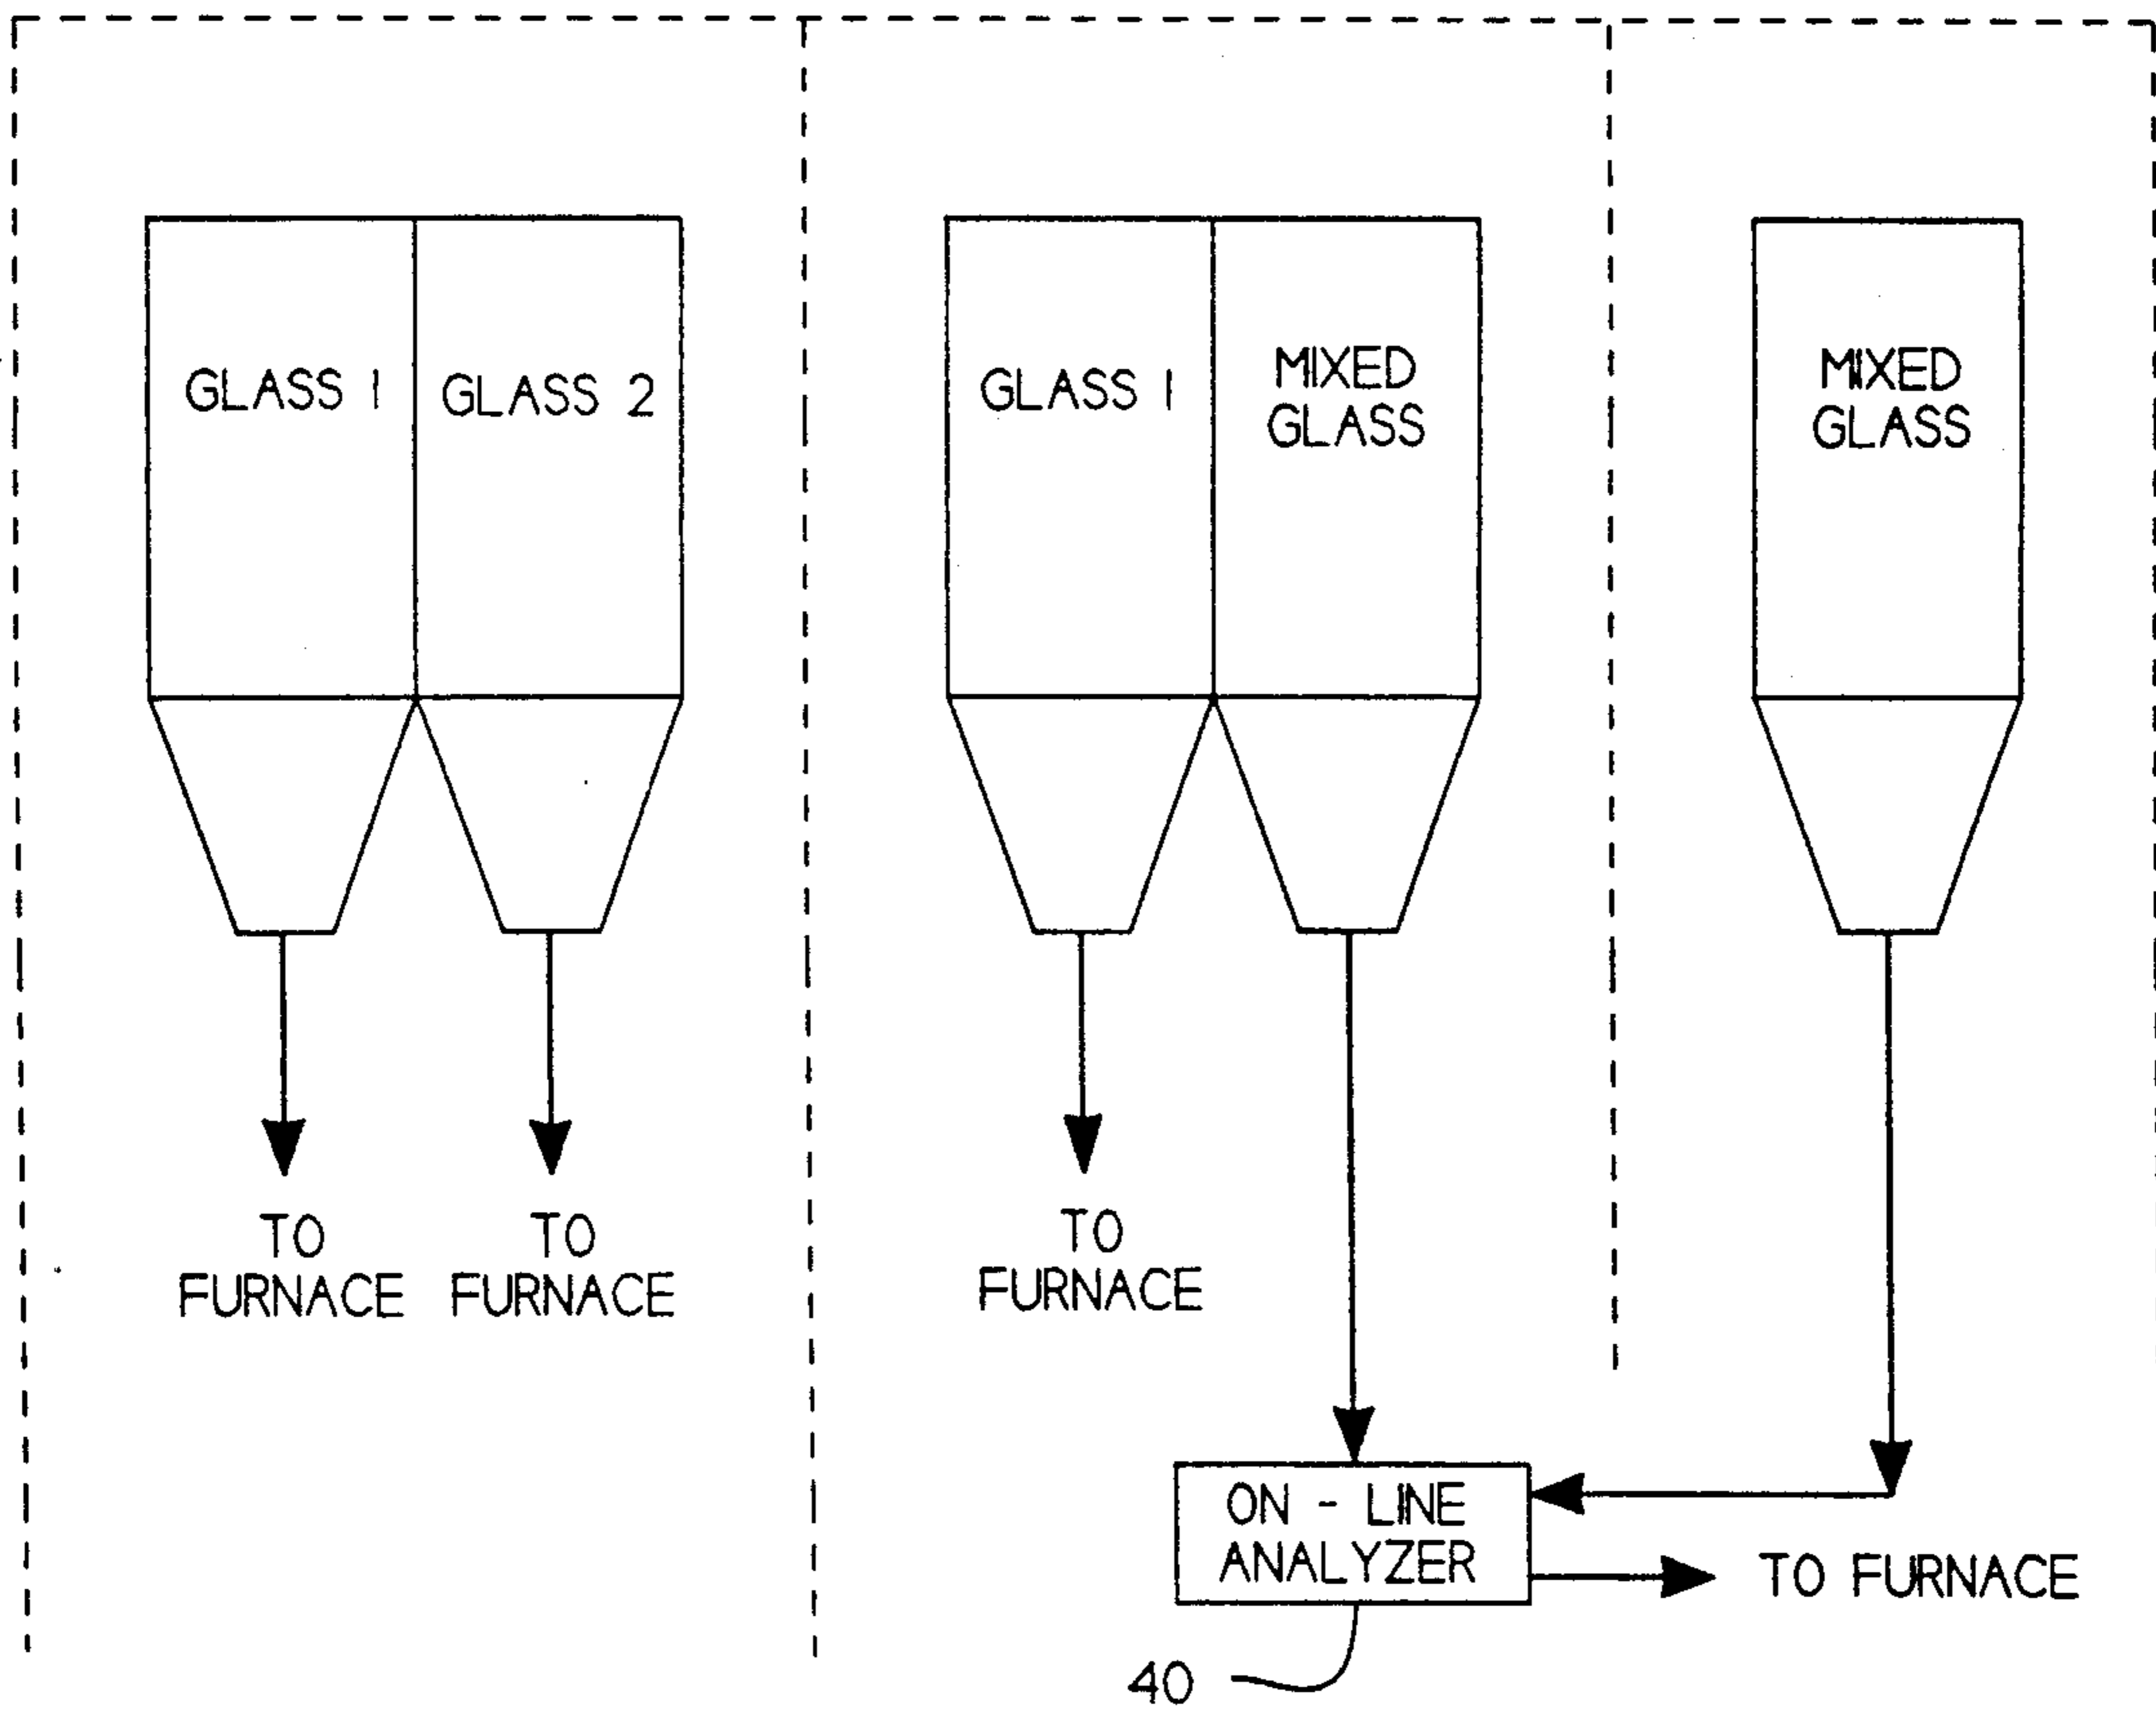 GLASS 1
GLASS 2
GLASS 1
MIXED
GLASS
MIXED
GLASS
TO
FURNACE
TO
FURNACE
TO
FURNACE
ON - LINE
ANALYZER
TO FURNACE
40